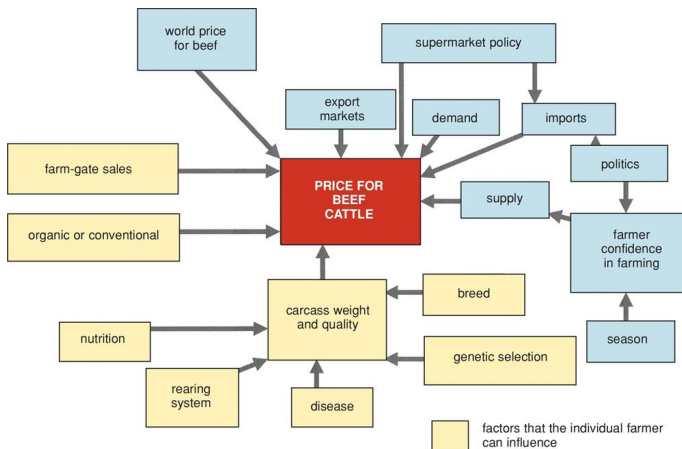 world price
for beef
supermarket policy
export
markets
demand
imports
farm-gate sales
PRICE FOR
BEEF
CATTLE
politics
supply
organic or conventional
farmer
confidence
in farming
carcass weight
and quality
breed
nutrition
season
genetic selection
rearing
system
disease
factors that the individual farmer
can influence